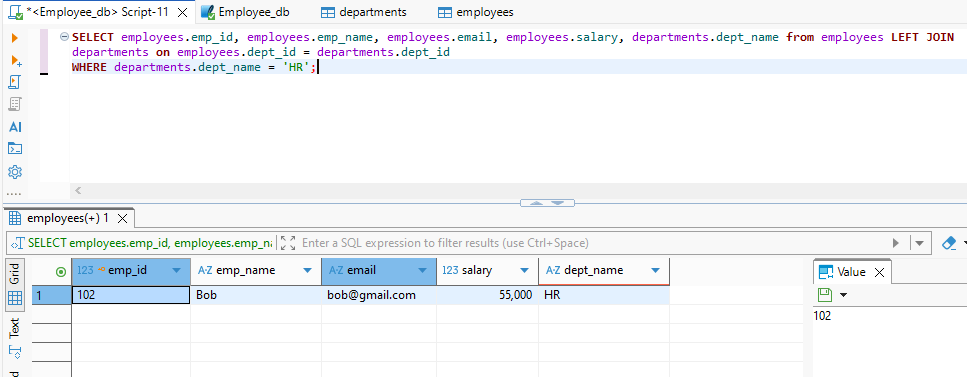 *<Employee_db> Script-11
Employee_db
departments
employees
SELECT employees.emp_id, employees.emp_name, employees.email, employees.salary, departments.dept_name from employees LEFT JOIN
departments on employees.dept_id = departments.dept_id
WHERE departments.dept_name = 'HR';
AI
employees(+) 1
SELECT employees.emp_id, employees.emp_na
Enter a SQL expression to filter results (use Ctrl+Space)
Grid
Text
123 emp_id
A-Z emp_name
A-Z email
123 salary
A-Z dept_name
1 102 Bob bob@gmail.com 55,000 HR
Value
102